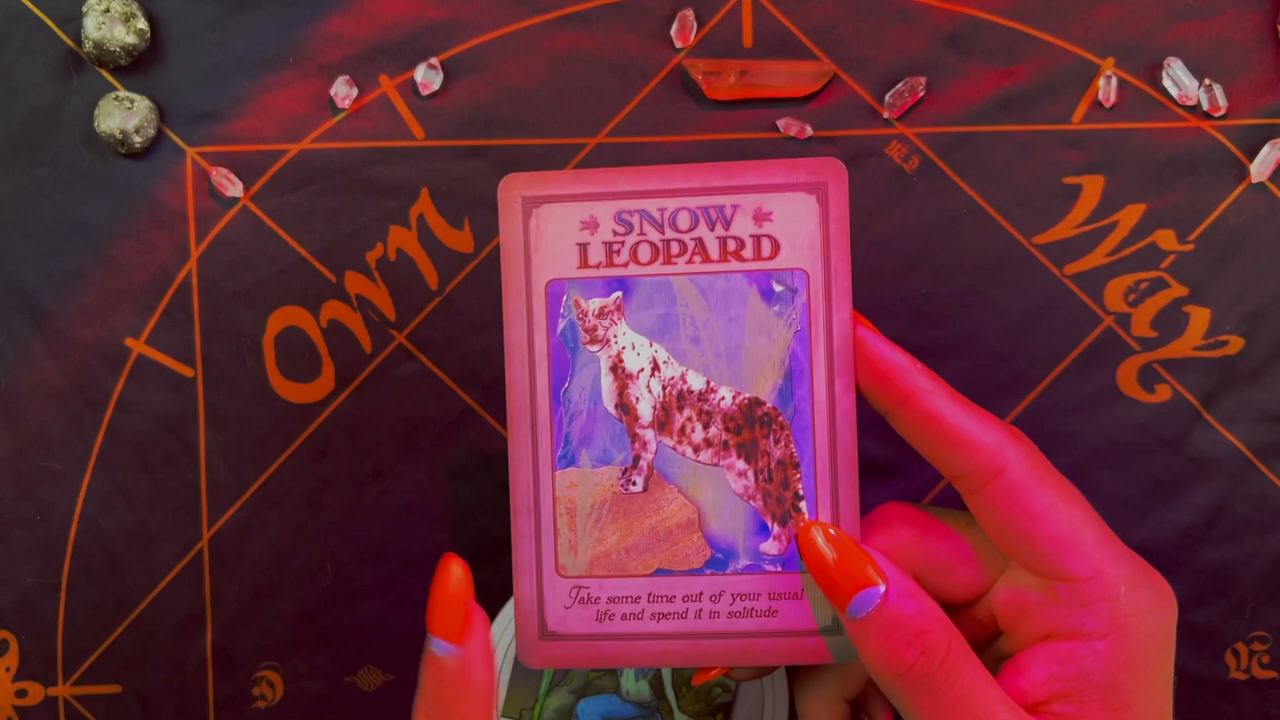 SNOW
LEOPARD
Own
Way
Take some time out of your usual
life and spend it in solitude